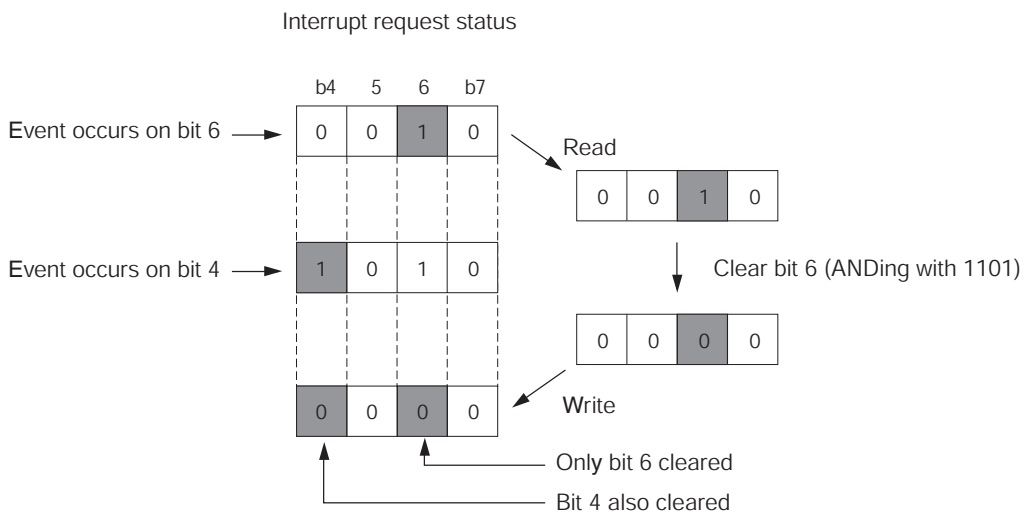 Interrupt request status
b4 5 6 b7
Event occurs on bit 6
0 0 1 0
Read
0 0 1 0
Event occurs on bit 4
1 0 1 0
Clear bit 6 (ANDing with 1101)
0 0 0 0
0 0 0 0
Write
Only bit 6 cleared
Bit 4 also cleared